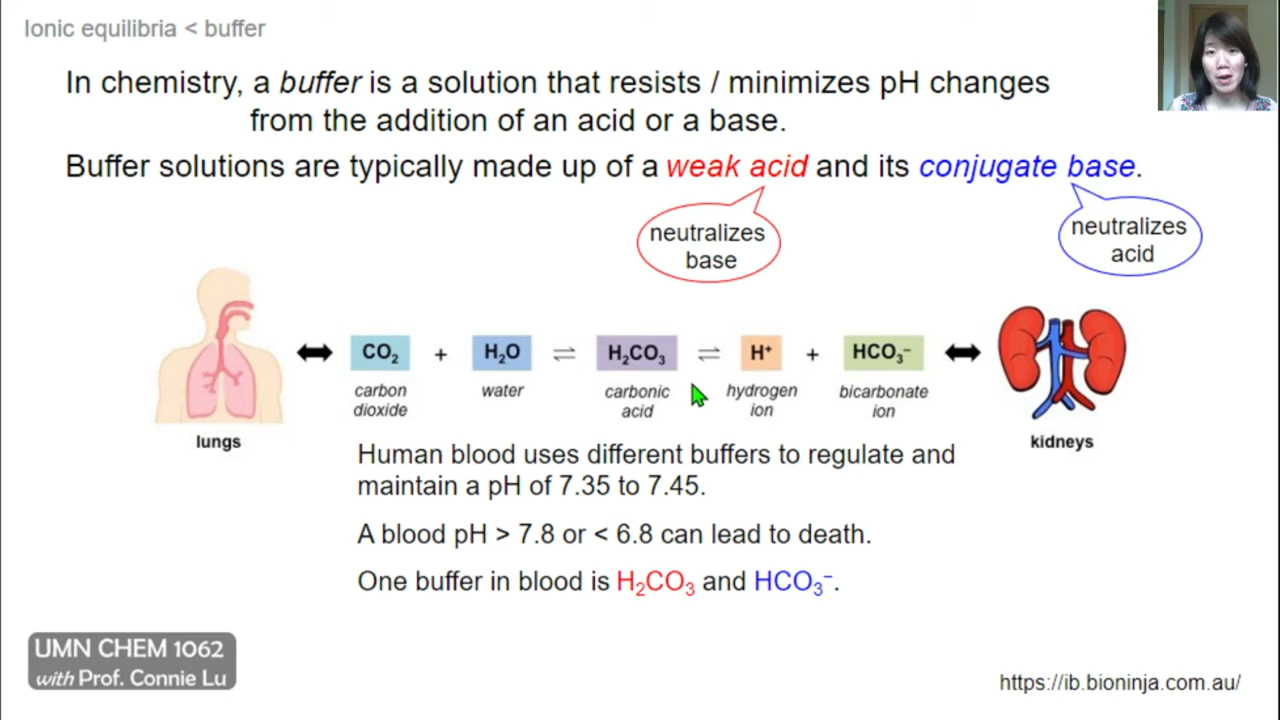 Ionic equilibria < buffer
In chemistry, a buffer is a solution that resists / minimizes pH changes
from the addition of an acid or a base.
Buffer solutions are typically made up of a weak acid and its conjugate base.
neutralizes
base
neutralizes
acid
CO₂ + H₂O ⇌ H₂CO₃ ⇌ H⁺ + HCO₃⁻
carbon
dioxide
water
carbonic
acid
hydrogen
ion
bicarbonate
ion
lungs
kidneys
Human blood uses different buffers to regulate and
maintain a pH of 7.35 to 7.45.
A blood pH > 7.8 or < 6.8 can lead to death.
One buffer in blood is H₂CO₃ and HCO₃⁻.
UMN CHEM 1062
with Prof. Connie Lu
https://ib.bioninja.com.au/